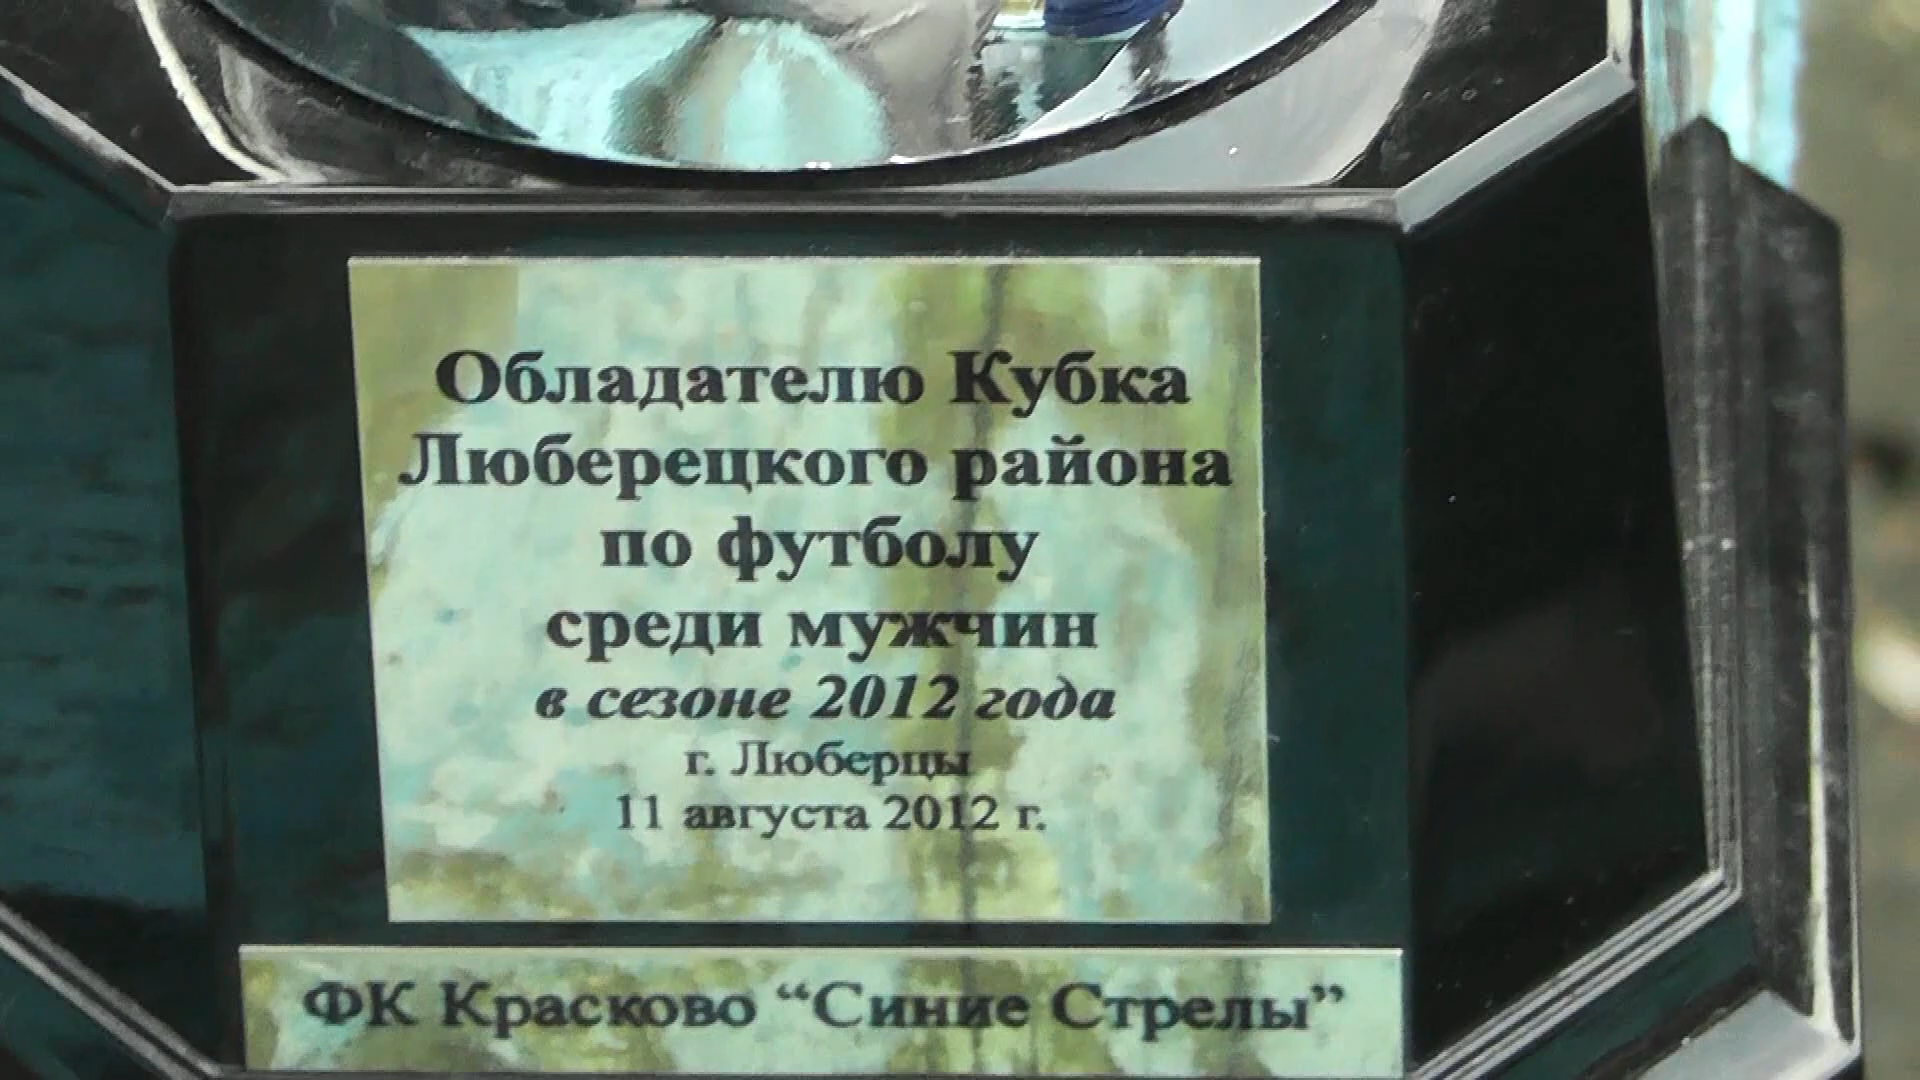 Обладателю Кубка
Люберецкого района
по футболу
среди мужчин
в сезоне 2012 года
г. Люберцы
11 августа 2012 г.
ФК Красково “Синие Стрелы”